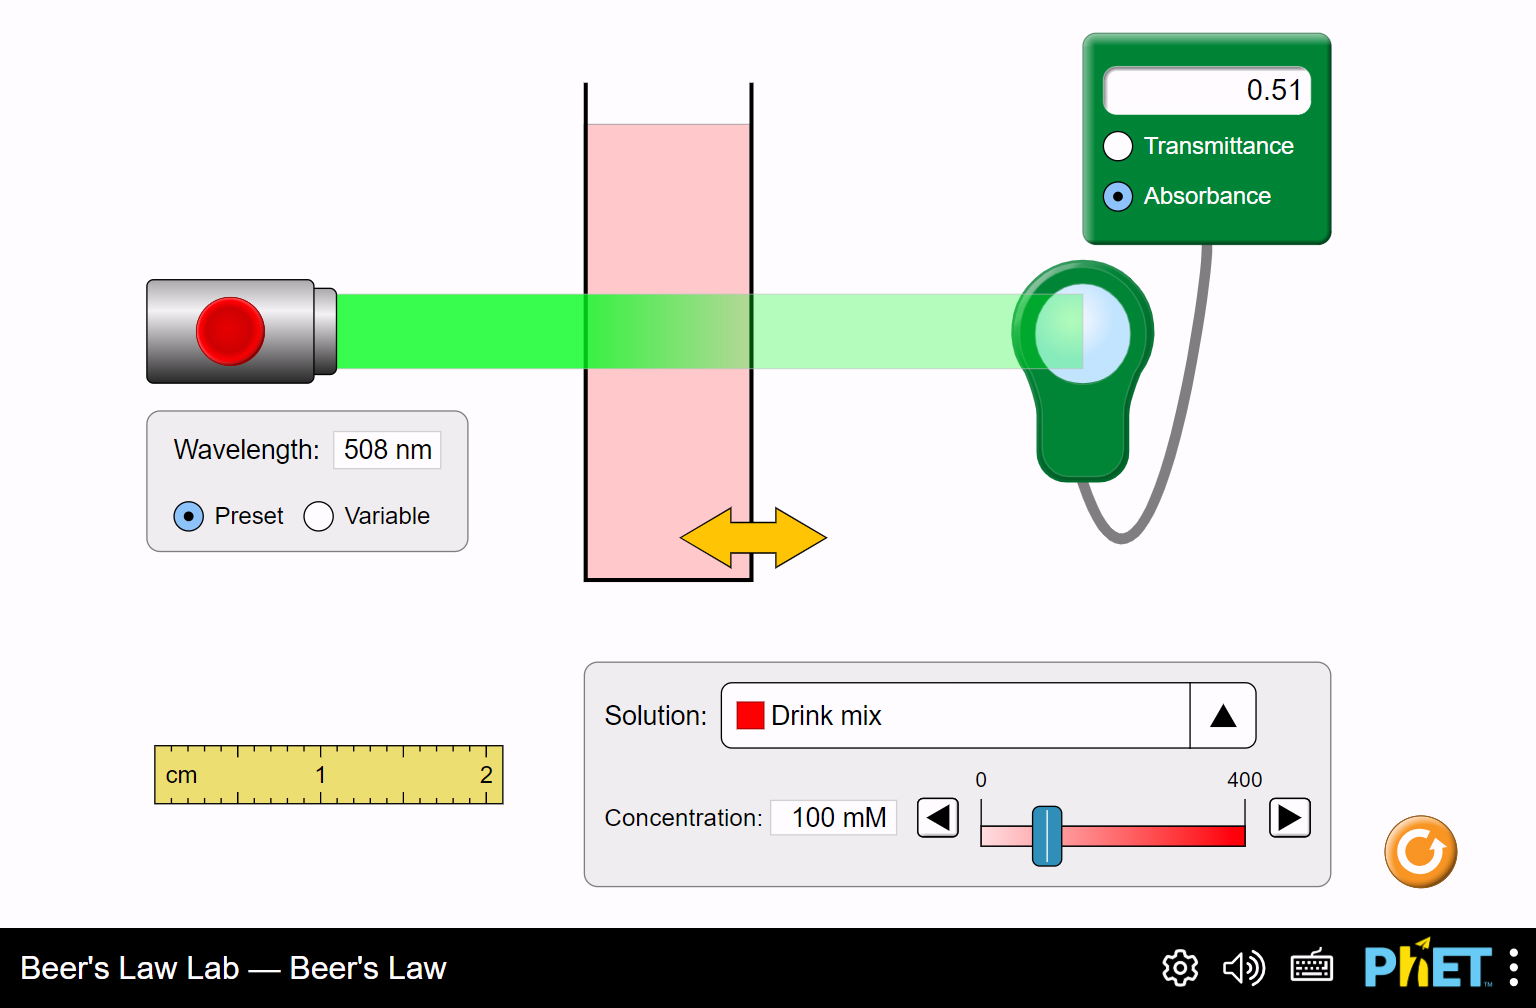 0.51
Transmittance
Absorbance
Wavelength: 508 nm
Preset Variable
cm 1 2
Solution: Drink mix
0 400
Concentration: 100 mM
Beer's Law Lab — Beer's Law
PhET™